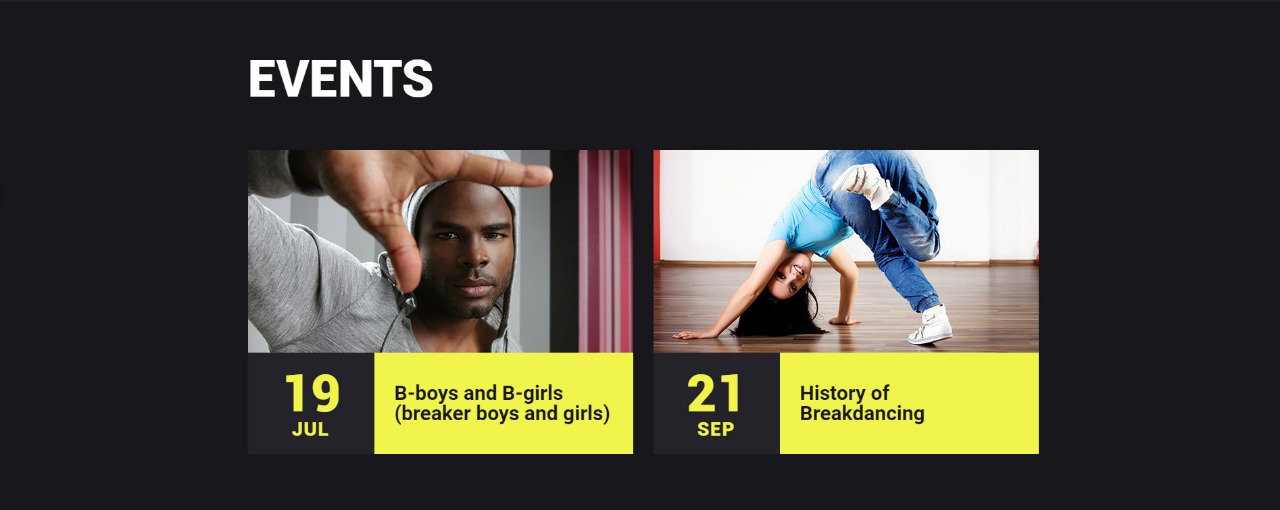 EVENTS
19
JUL
B-boys and B-girls
(breaker boys and girls)
21
SEP
History of
Breakdancing